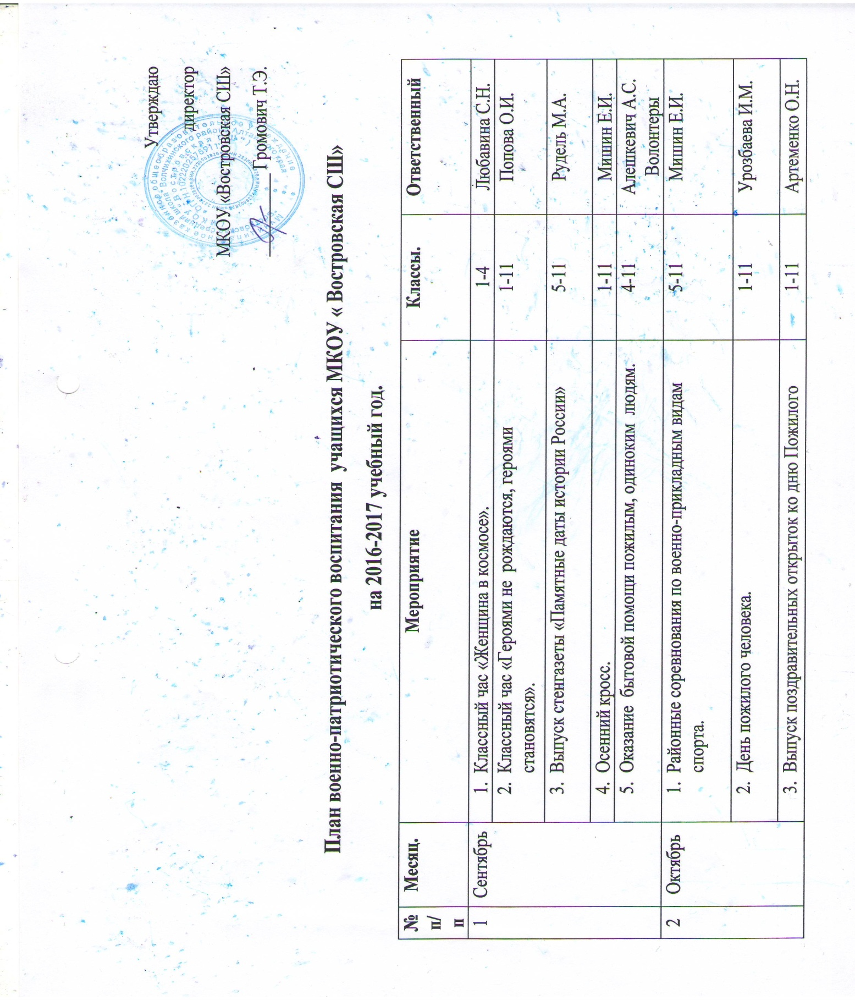 Утверждаю
директор
МКОУ «Востровская СШ»
Громович Т.Э.
План военно-патриотического воспитания учащихся МКОУ « Востровская СШ»
на 2016-2017 учебный год.
№ п/п Месяц. Мероприятие Классы. Ответственный
1 Сентябрь 1. Классный час «Женщина в космосе». 1-4 Любавина С.Н.
2. Классный час «Героями не рождаются, героями 1-11 Попова О.И.
становятся».
3. Выпуск стенгазеты «Памятные даты истории России» 5-11 Рудель М.А.
4. Осенний кросс. 1-11 Мишин Е.И.
5. Оказание бытовой помощи пожилым, одиноким людям. 4-11 Алешкевич А.С.
Волонтеры
2 Октябрь 1. Районные соревнования по военно-прикладным видам 5-11 Мишин Е.И.
спорта.
2. День пожилого человека. 1-11 Урозбаева И.М.
3. Выпуск поздравительных открыток ко дню Пожилого 1-11 Артеменко О.Н.